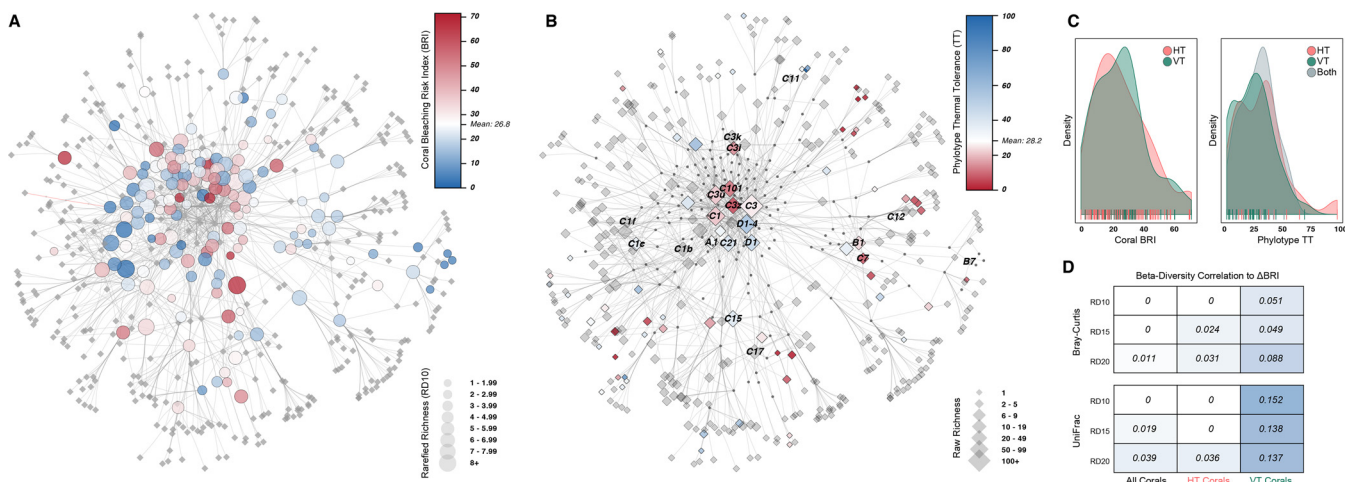 A
Coral Bleaching Risk Index (BRI)
70
60
50
40
30
Mean: 26.8
20
10
0
Rarefied Richness (RD10)
1 - 1.99
2 - 2.99
3 - 3.99
4 - 4.99
5 - 5.99
6 - 6.99
7 - 7.99
8+
B
Phylotype Thermal Tolerance (TT)
100
80
60
40
Mean: 28.2
20
0
C11
C3k
C3i
C101
C3u
C3z
C3
C1
C1f
D1-4
C12
C1c
C1b
A1
C21
D1
B1
C7
B7
C15
C17
Raw Richness
1
2 - 5
6 - 9
10 - 19
20 - 49
50 - 99
100+
C
HT
VT
Density
0 20 40 60
Coral BRI
HT
VT
Both
Density
0 25 50 75 100
Phylotype TT
D
Beta-Diversity Correlation to ΔBRI
Bray-Curtis
RD10 0 0 0.051
RD15 0 0.024 0.049
RD20 0.011 0.031 0.088
UniFrac
RD10 0 0 0.152
RD15 0.019 0 0.138
RD20 0.039 0.036 0.137
All Corals HT Corals VT Corals